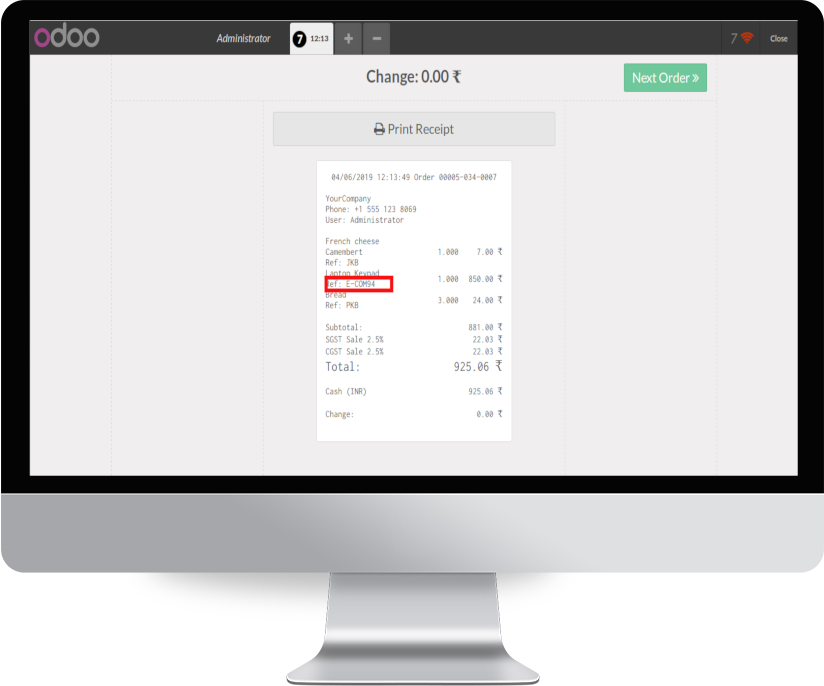 odoo
Administrator
7 12:13 + −
7
Close
Change: 0.00 ₹
Next Order »
Print Receipt
04/06/2019 12:13:49 Order 00005-034-0007
YourCompany
Phone: +1 555 123 8069
User: Administrator
French cheese
Camembert 1.000 7.00 ₹
Ref: JKB
Laptop Keypad
1.000 850.00 ₹
Ref: E-COM94
Bread
3.000 24.00 ₹
Ref: PKB
Subtotal: 881.00 ₹
SGST Sale 2.5% 22.03 ₹
CGST Sale 2.5% 22.03 ₹
Total: 925.06 ₹
Cash (INR) 925.06 ₹
Change: 0.00 ₹